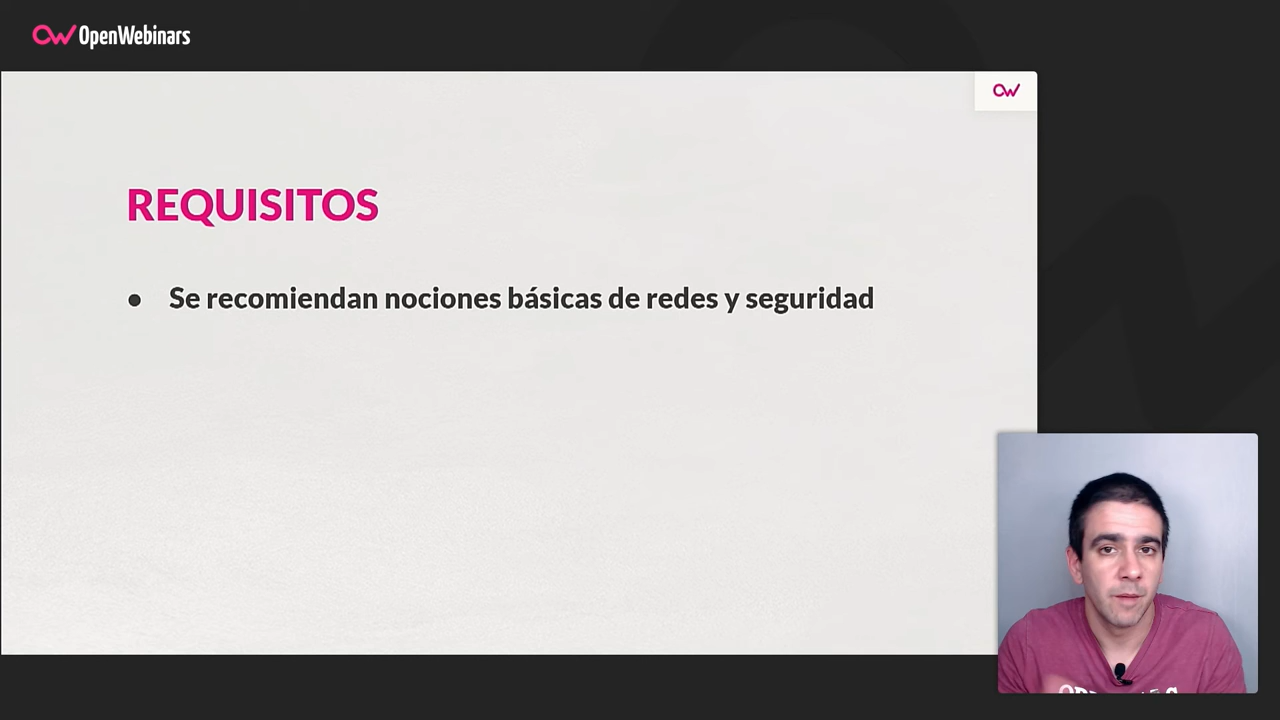 OpenWebinars
REQUISITOS
● Se recomiendan nociones básicas de redes y seguridad